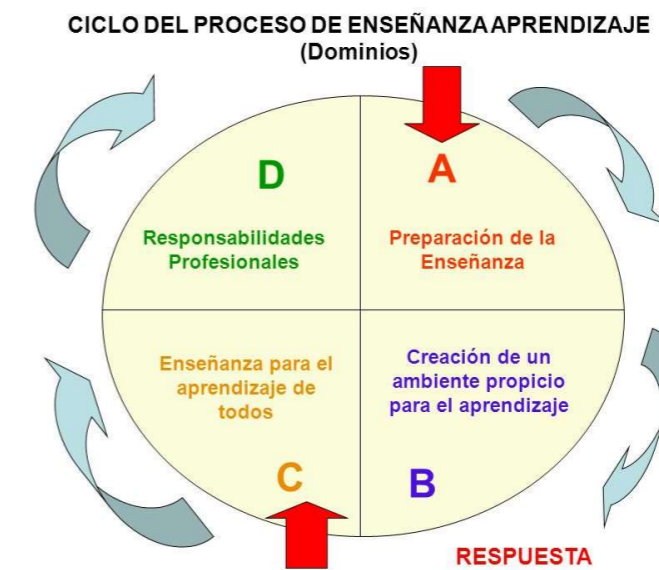 CICLO DEL PROCESO DE ENSEÑANZA APRENDIZAJE
(Dominios)
D
Responsabilidades
Profesionales
A
Preparación de la
Enseñanza
Enseñanza para el
aprendizaje de
todos
C
Creación de un
ambiente propicio
para el aprendizaje
B
RESPUESTA